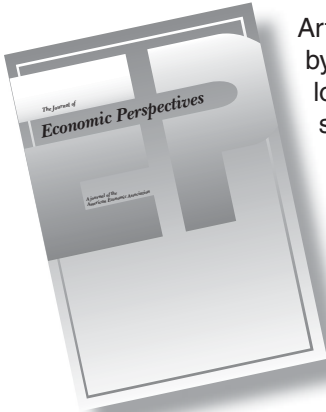 Art
by
lo
s
The Journal of
Economic Perspectives
A journal of the
American Economic Association